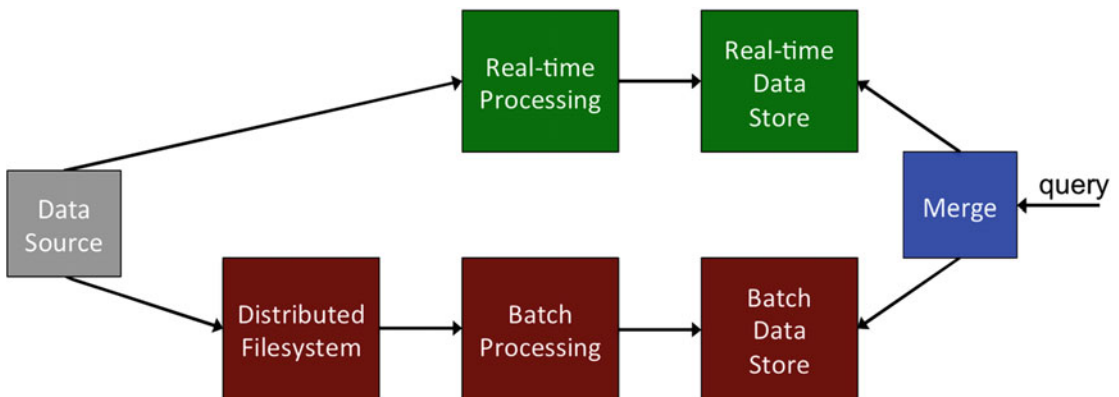 Real-time
Processing
Real-time
Data
Store
Data
Source
Merge
query
Distributed
Filesystem
Batch
Processing
Batch
Data
Store